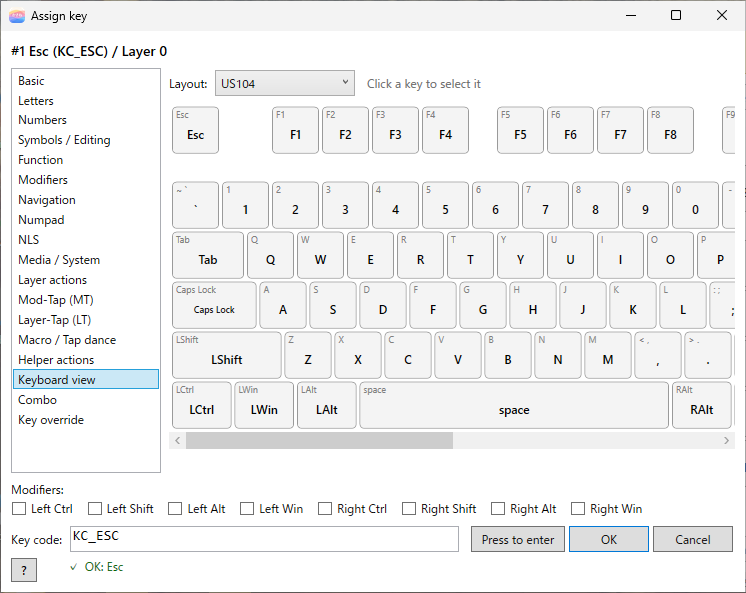 Assign key
#1 Esc (KC_ESC) / Layer 0
Basic
Letters
Numbers
Symbols / Editing
Function
Modifiers
Navigation
Numpad
NLS
Media / System
Layer actions
Mod-Tap (MT)
Layer-Tap (LT)
Macro / Tap dance
Helper actions
Keyboard view
Combo
Key override
Layout: US104 Click a key to select it
Esc F1 F2 F3 F4 F5 F6 F7 F8 F9
Esc F1 F2 F3 F4 F5 F6 F7 F8
~ ` 1 2 3 4 5 6 7 8 9 0 -
` 1 2 3 4 5 6 7 8 9 0
Tab Q W E R T Y U I O P
Tab Q W E R T Y U I O P
Caps Lock A S D F G H J K L : ;
Caps Lock A S D F G H J K L ;
LShift Z X C V B N M < , > .
LShift Z X C V B N M , .
LCtrl LWin LAlt space RAlt
LCtrl LWin LAlt space RAlt
Modifiers:
Left Ctrl Left Shift Left Alt Left Win Right Ctrl Right Shift Right Alt Right Win
Key code: KC_ESC Press to enter OK Cancel
? ✓ OK: Esc